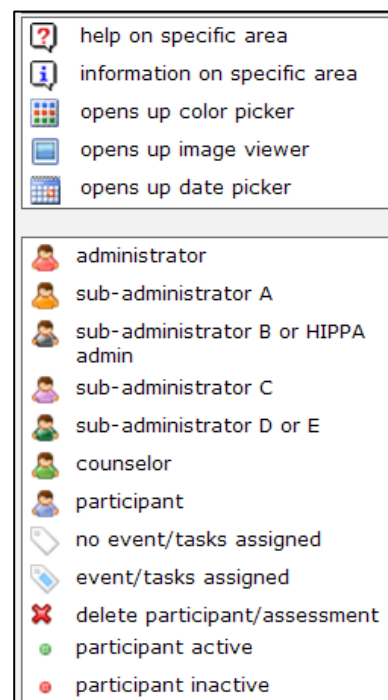 help on specific area
information on specific area
opens up color picker
opens up image viewer
opens up date picker
administrator
sub-administrator A
sub-administrator B or HIPPA
admin
sub-administrator C
sub-administrator D or E
counselor
participant
no event/tasks assigned
event/tasks assigned
delete participant/assessment
participant active
participant inactive